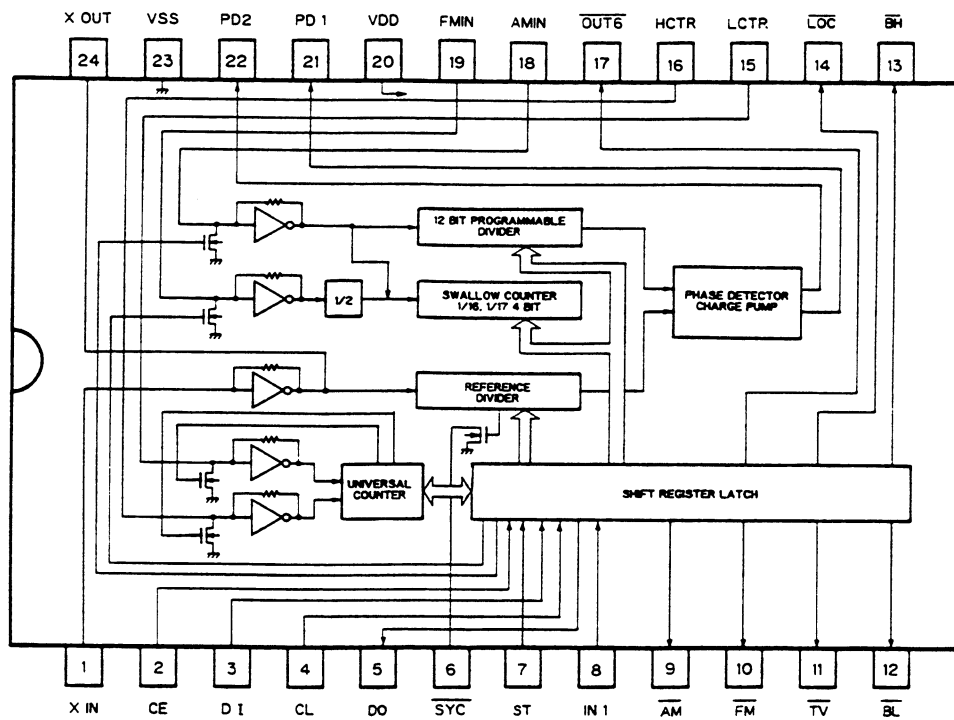 X OUT VSS PD2 PD 1 VDD FMIN AMIN OUT6 HCTR LCTR LOC BH
24 23 22 21 20 19 18 17 16 15 14 13
12 BIT PROGRAMMABLE
DIVIDER
1/2
SWALLOW COUNTER
1/16, 1/17 4 BIT
PHASE DETECTOR
CHARGE PUMP
REFERENCE
DIVIDER
UNIVERSAL
COUNTER
SHIFT REGISTER LATCH
1 2 3 4 5 6 7 8 9 10 11 12
X IN CE D I CL DO SYC ST IN 1 AM FM TV BL